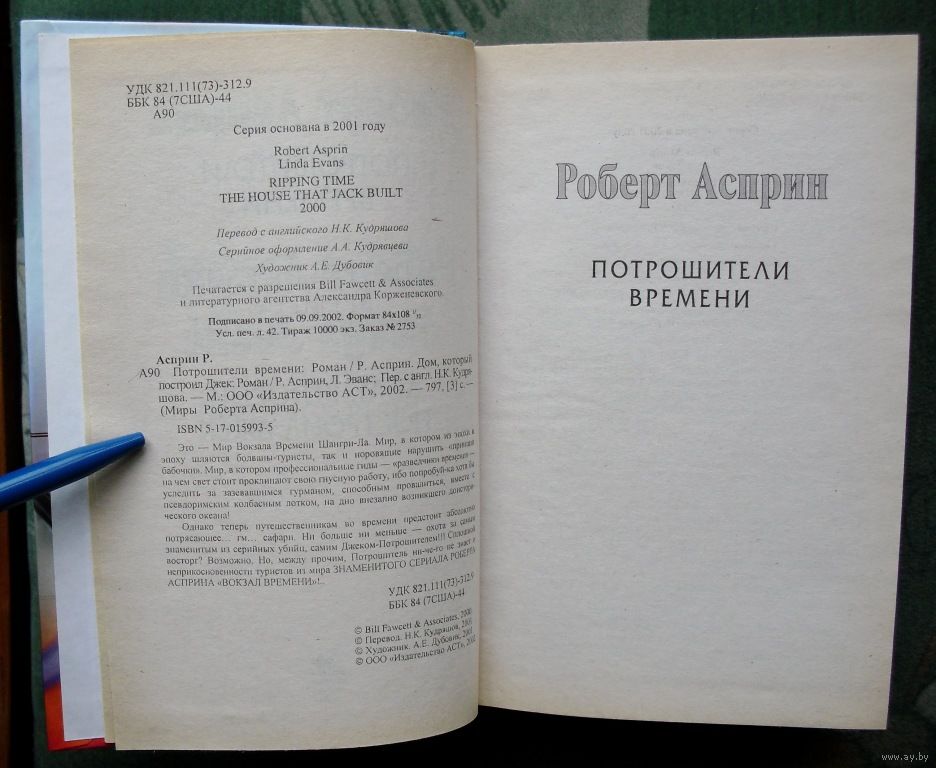 УДК 821.111(73)-312.9
ББК 84 (7США)-44
А90
Серия основана в 2001 году
Robert Asprin
Linda Evans
RIPPING TIME
THE HOUSE THAT JACK BUILT
2000
Перевод с английского Н.К. Кудряшова
Серийное оформление А.А. Кудрявцева
Художник А.Е. Дубовик
Печатается с разрешения Bill Fawcett & Associates
и литературного агентства Александра Корженевского.
Подписано в печать 09.09.2002. Формат 84х108 1/32
Усл. печ. л. 42. Тираж 10000 экз. Заказ № 2753
Асприн Р.
А90 Потрошители времени: Роман / Р. Асприн. Дом, который
построил Джек: Роман / Р. Асприн, Л. Эванс; Пер. с англ. Н.К. Кудря-
шова. — М.: ООО «Издательство АСТ», 2002. — 797, [3] с. —
(Миры Роберта Асприна).
ISBN 5-17-015993-5
Это — Мир Вокзала Времени Шангри-Ла. Мир, в котором из эпохи в
эпоху шляются болваны-туристы, так и норовящие нарушить «принцип
бабочки». Мир, в котором профессиональные гиды — «разведчики времени» —
на чем свет стоит проклинают свою гнусную работу, ибо попробуй-ка хотя бы
уследить за зазевавшимся гурманом, способным провалиться, вместе с
псевдоримским колбасным лотком, на дно внезапно возникшего доистори-
ческого океана!
Однако теперь путешественникам во времени предстоит абсолютно
потрясающее... гм... сафари. Ни больше ни меньше — охота за самым
знаменитым из серийных убийц, самим Джеком-Потрошителем!!! Сплошной
восторг? Возможно. Но, между прочим, Потрошитель ни-че-го не знает о
неприкосновенности туристов из мира ЗНАМЕНИТОГО СЕРИАЛА РОБЕРТА
АСПРИНА «ВОКЗАЛ ВРЕМЕНИ»!..
УДК 821.111(73)-312.9
ББК 84 (7США)-44
© Bill Fawcett & Associates, 2000
© Перевод. Н.К. Кудряшов, 2001
© Художник. А.Е. Дубовик, 2001
© ООО «Издательство АСТ», 2002
Роберт Асприн
ПОТРОШИТЕЛИ
ВРЕМЕНИ
www.ay.by